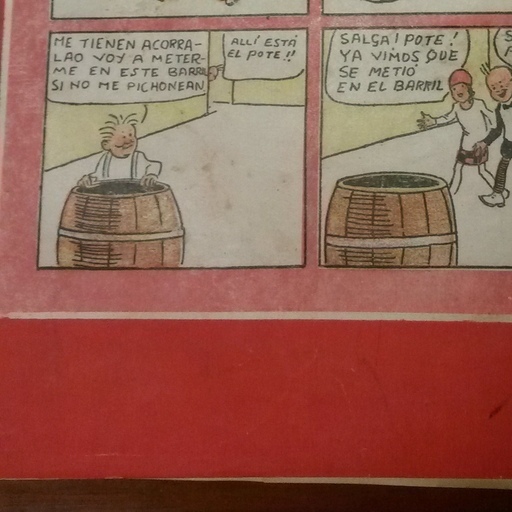 ME TIENEN ACORRA-
LAO VOY A METER-
ME EN ESTE BARRIL
SI NO ME PICHONEAN
ALLÍ ESTÁ
EL POTE!!
SALGA! POTE!
YA VIMOS QUE
SE METIÓ
EN EL BARRIL